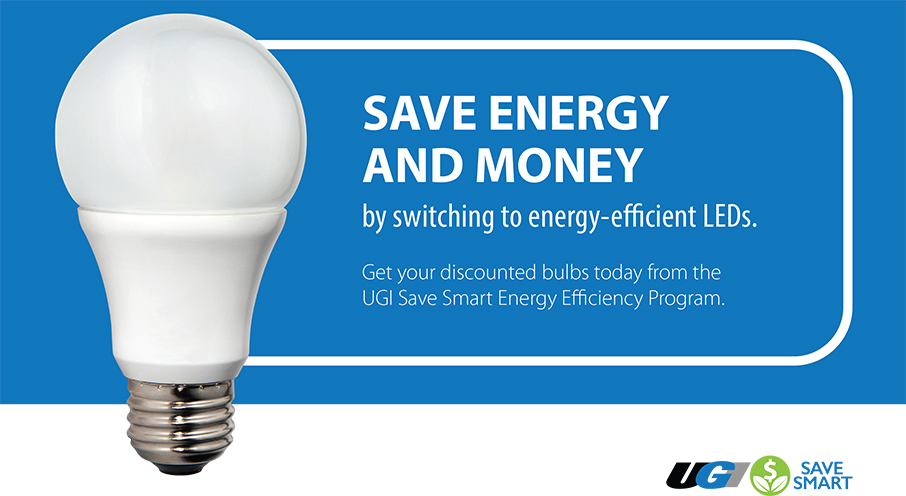 SAVE ENERGY
AND MONEY
by switching to energy-efficient LEDs.
Get your discounted bulbs today from the
UGI Save Smart Energy Efficiency Program.
UGI
$
SAVE
SMART